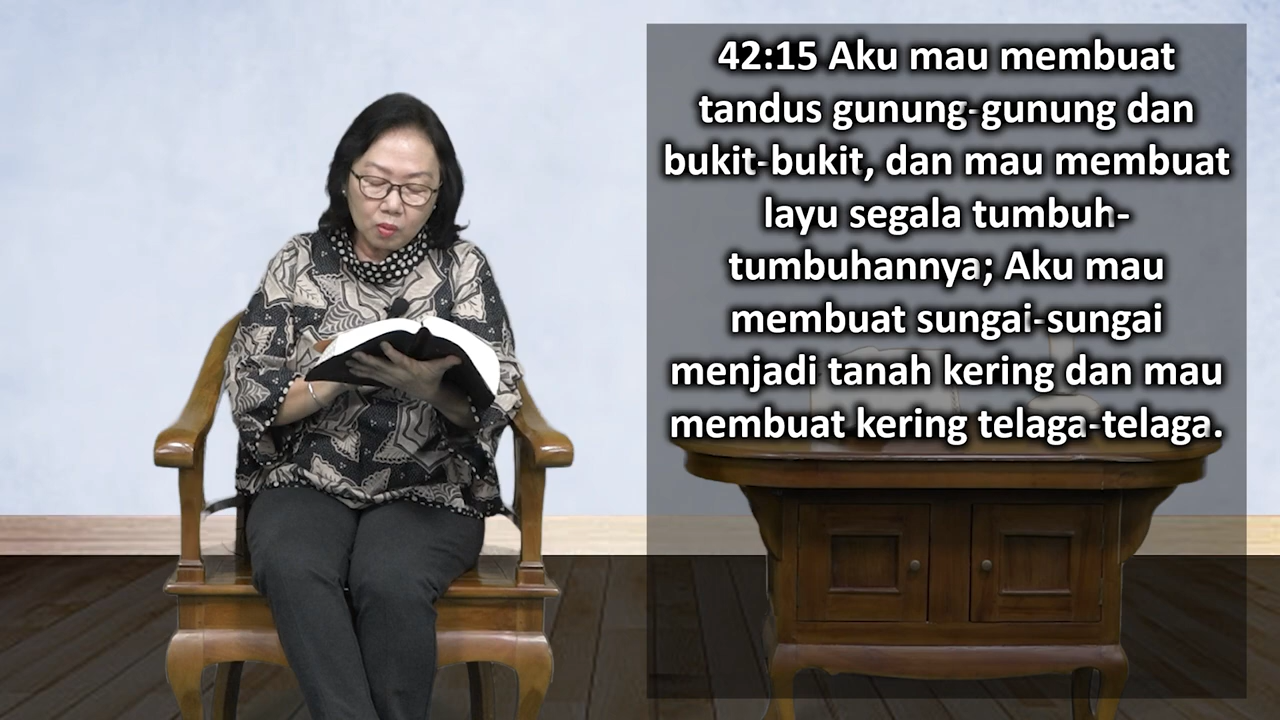 42:15 Aku mau membuat
tandus gunung-gunung dan
bukit-bukit, dan mau membuat
layu segala tumbuh-
tumbuhannya; Aku mau
membuat sungai-sungai
menjadi tanah kering dan mau
membuat kering telaga-telaga.